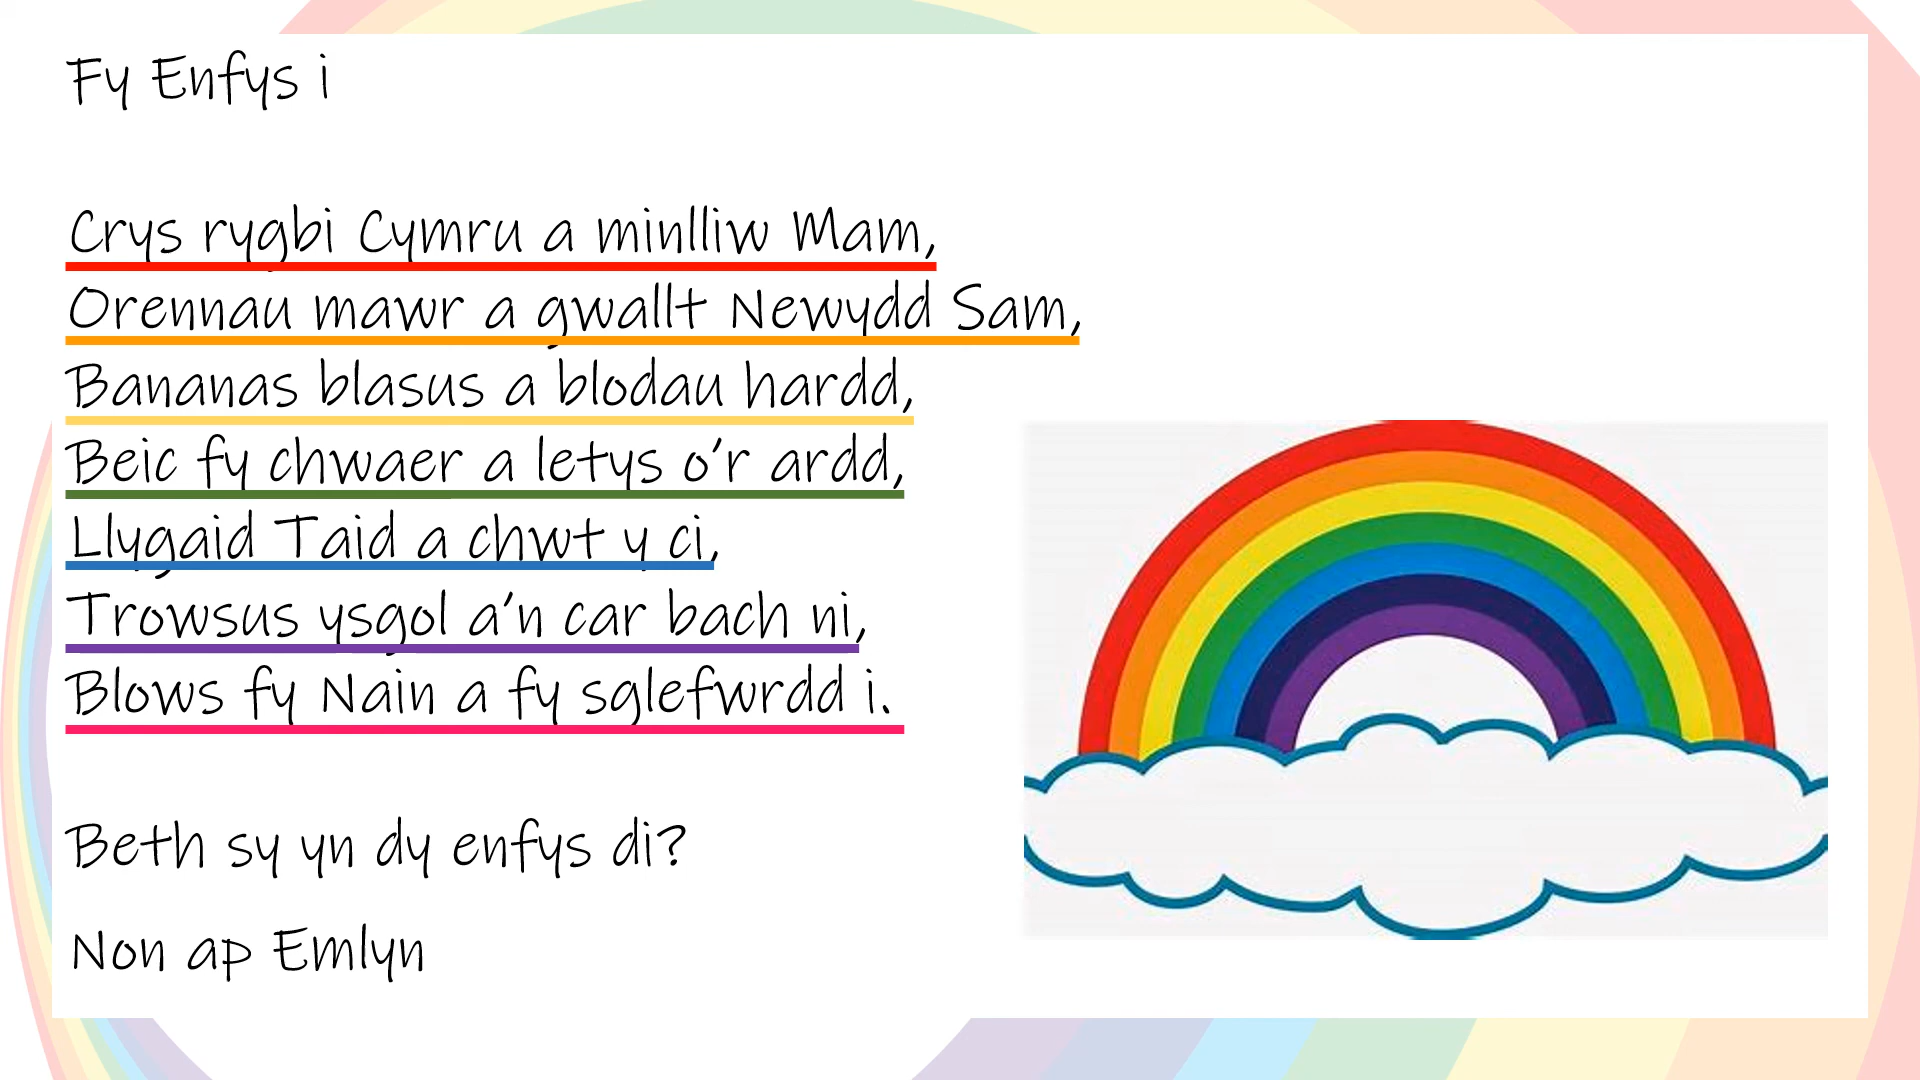 Fy Enfys i
Crys rygbi Cymru a minlliw Mam,
Orennau mawr a gwallt Newydd Sam,
Bananas blasus a blodau hardd,
Beic fy chwaer a letys o’r ardd,
Llygaid Taid a chwt y ci,
Trowsus ysgol a’n car bach ni,
Blows fy Nain a fy sglefwrdd i.
Beth sy yn dy enfys di?
Non ap Emlyn